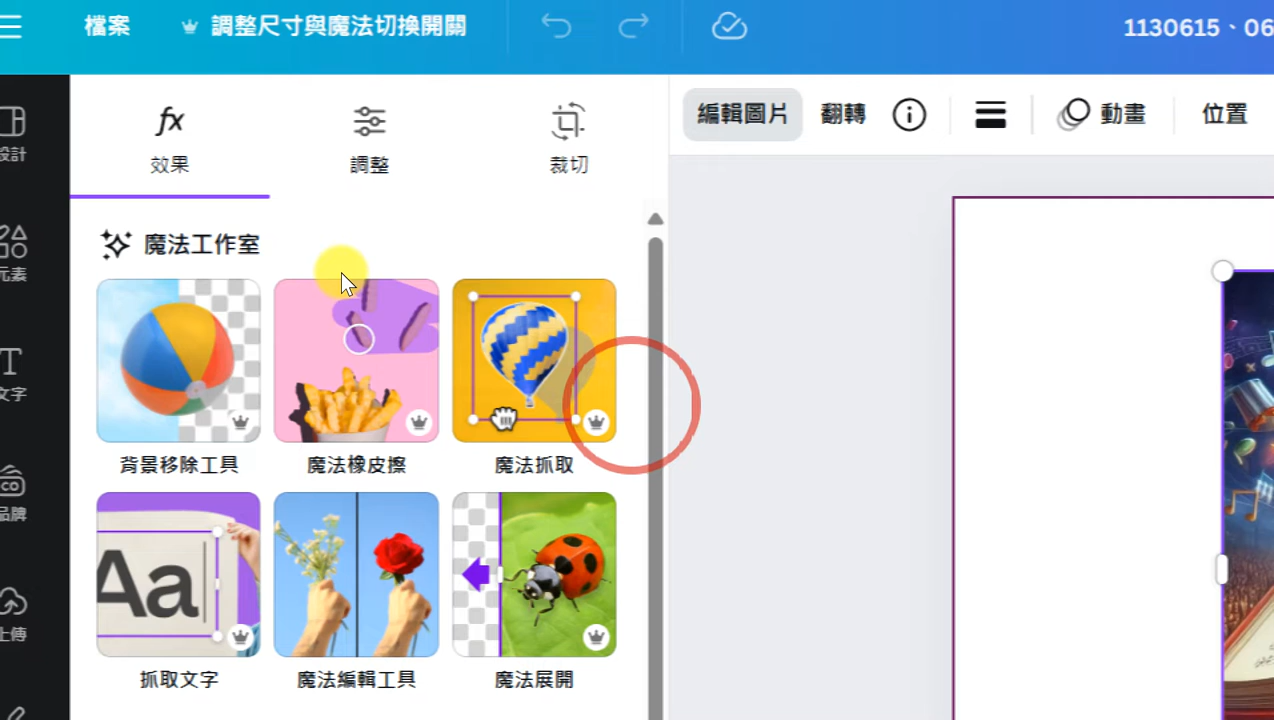 檔案
調整尺寸與魔法切換開關
1130615、06
設計
元素
文字
品牌
上傳
效果
調整
裁切
魔法工作室
背景移除工具
魔法橡皮擦
魔法抓取
Aa
抓取文字
魔法編輯工具
魔法展開
編輯圖片
翻轉
動畫
位置